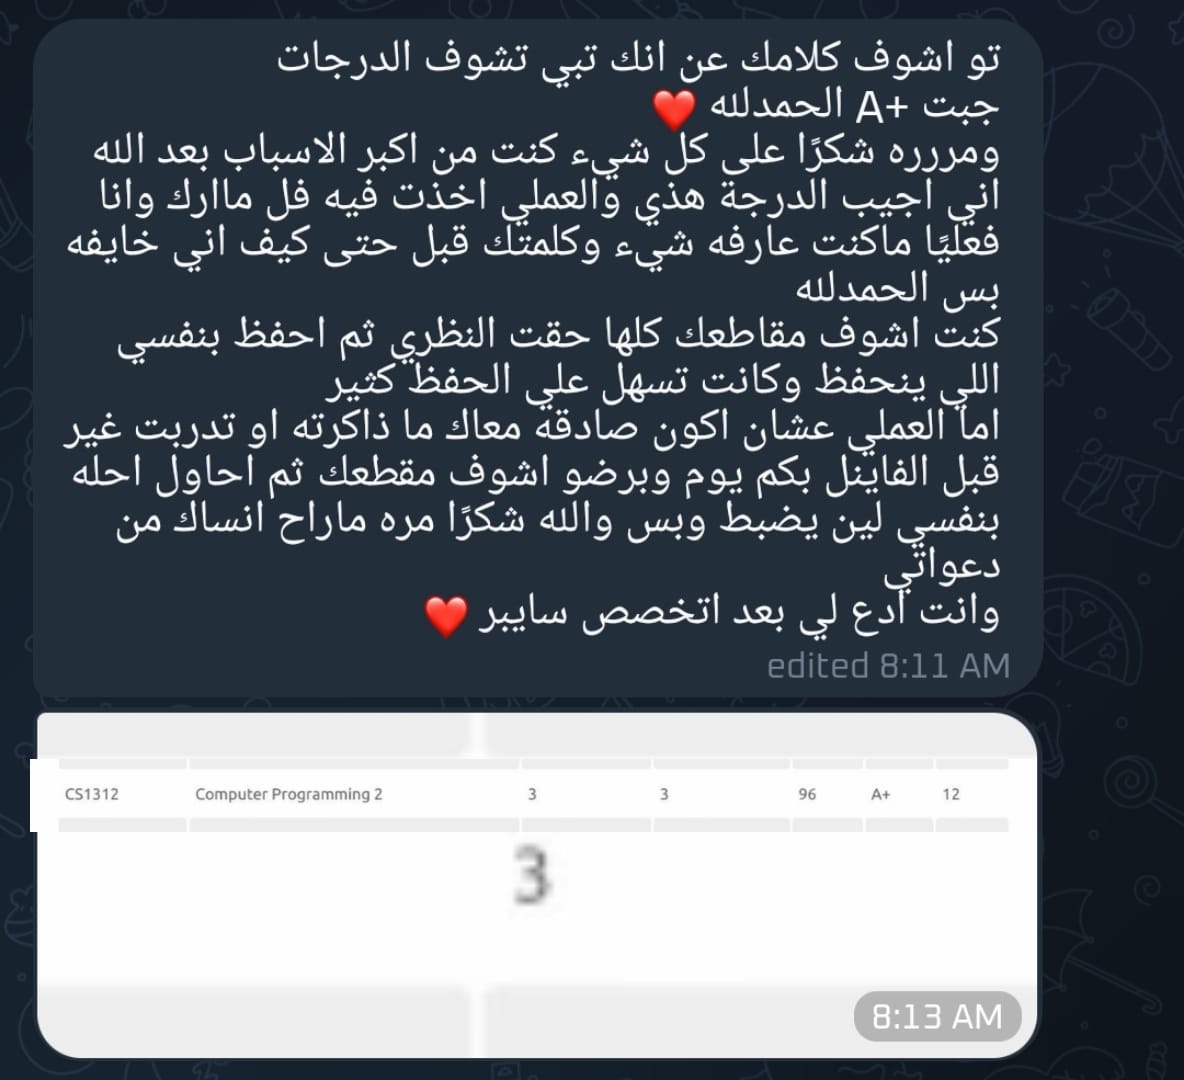 تو اشوف كلامك عن انك تبي تشوف الدرجات
جبت A+ الحمدلله ❤️
ومررره شكرًا على كل شيء كنت من اكبر الاسباب بعد الله
اني اجيب الدرجة هذي والعملي اخذت فيه فل ماارك وانا
فعليًا ماكنت عارفه شيء وكلمتك قبل حتى كيف اني خايفه
بس الحمدلله
كنت اشوف مقاطعك كلها حقت النظري ثم احفظ بنفسي
اللي ينحفظ وكانت تسهل علي الحفظ كثير
اما العملي عشان اكون صادقه معاك ما ذاكرته او تدربت غير
قبل الفاينل بكم يوم وبرضو اشوف مقطعك ثم احاول احله
بنفسي لين يضبط وبس والله شكرًا مره ماراح انساك من
دعواتي
وانت أدع لي بعد اتخصص سايبر ❤️
edited 8:11 AM
CS1312 Computer Programming 2 3 3 96 A+ 12
3
8:13 AM